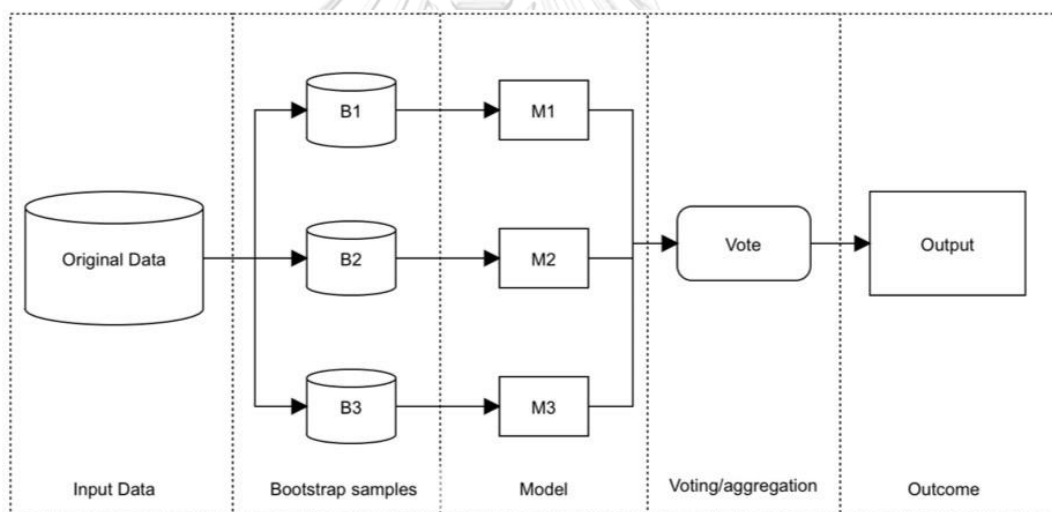 B1
M1
Original Data
B2
M2
Vote
Output
B3
M3
Input Data
Bootstrap samples
Model
Voting/aggregation
Outcome